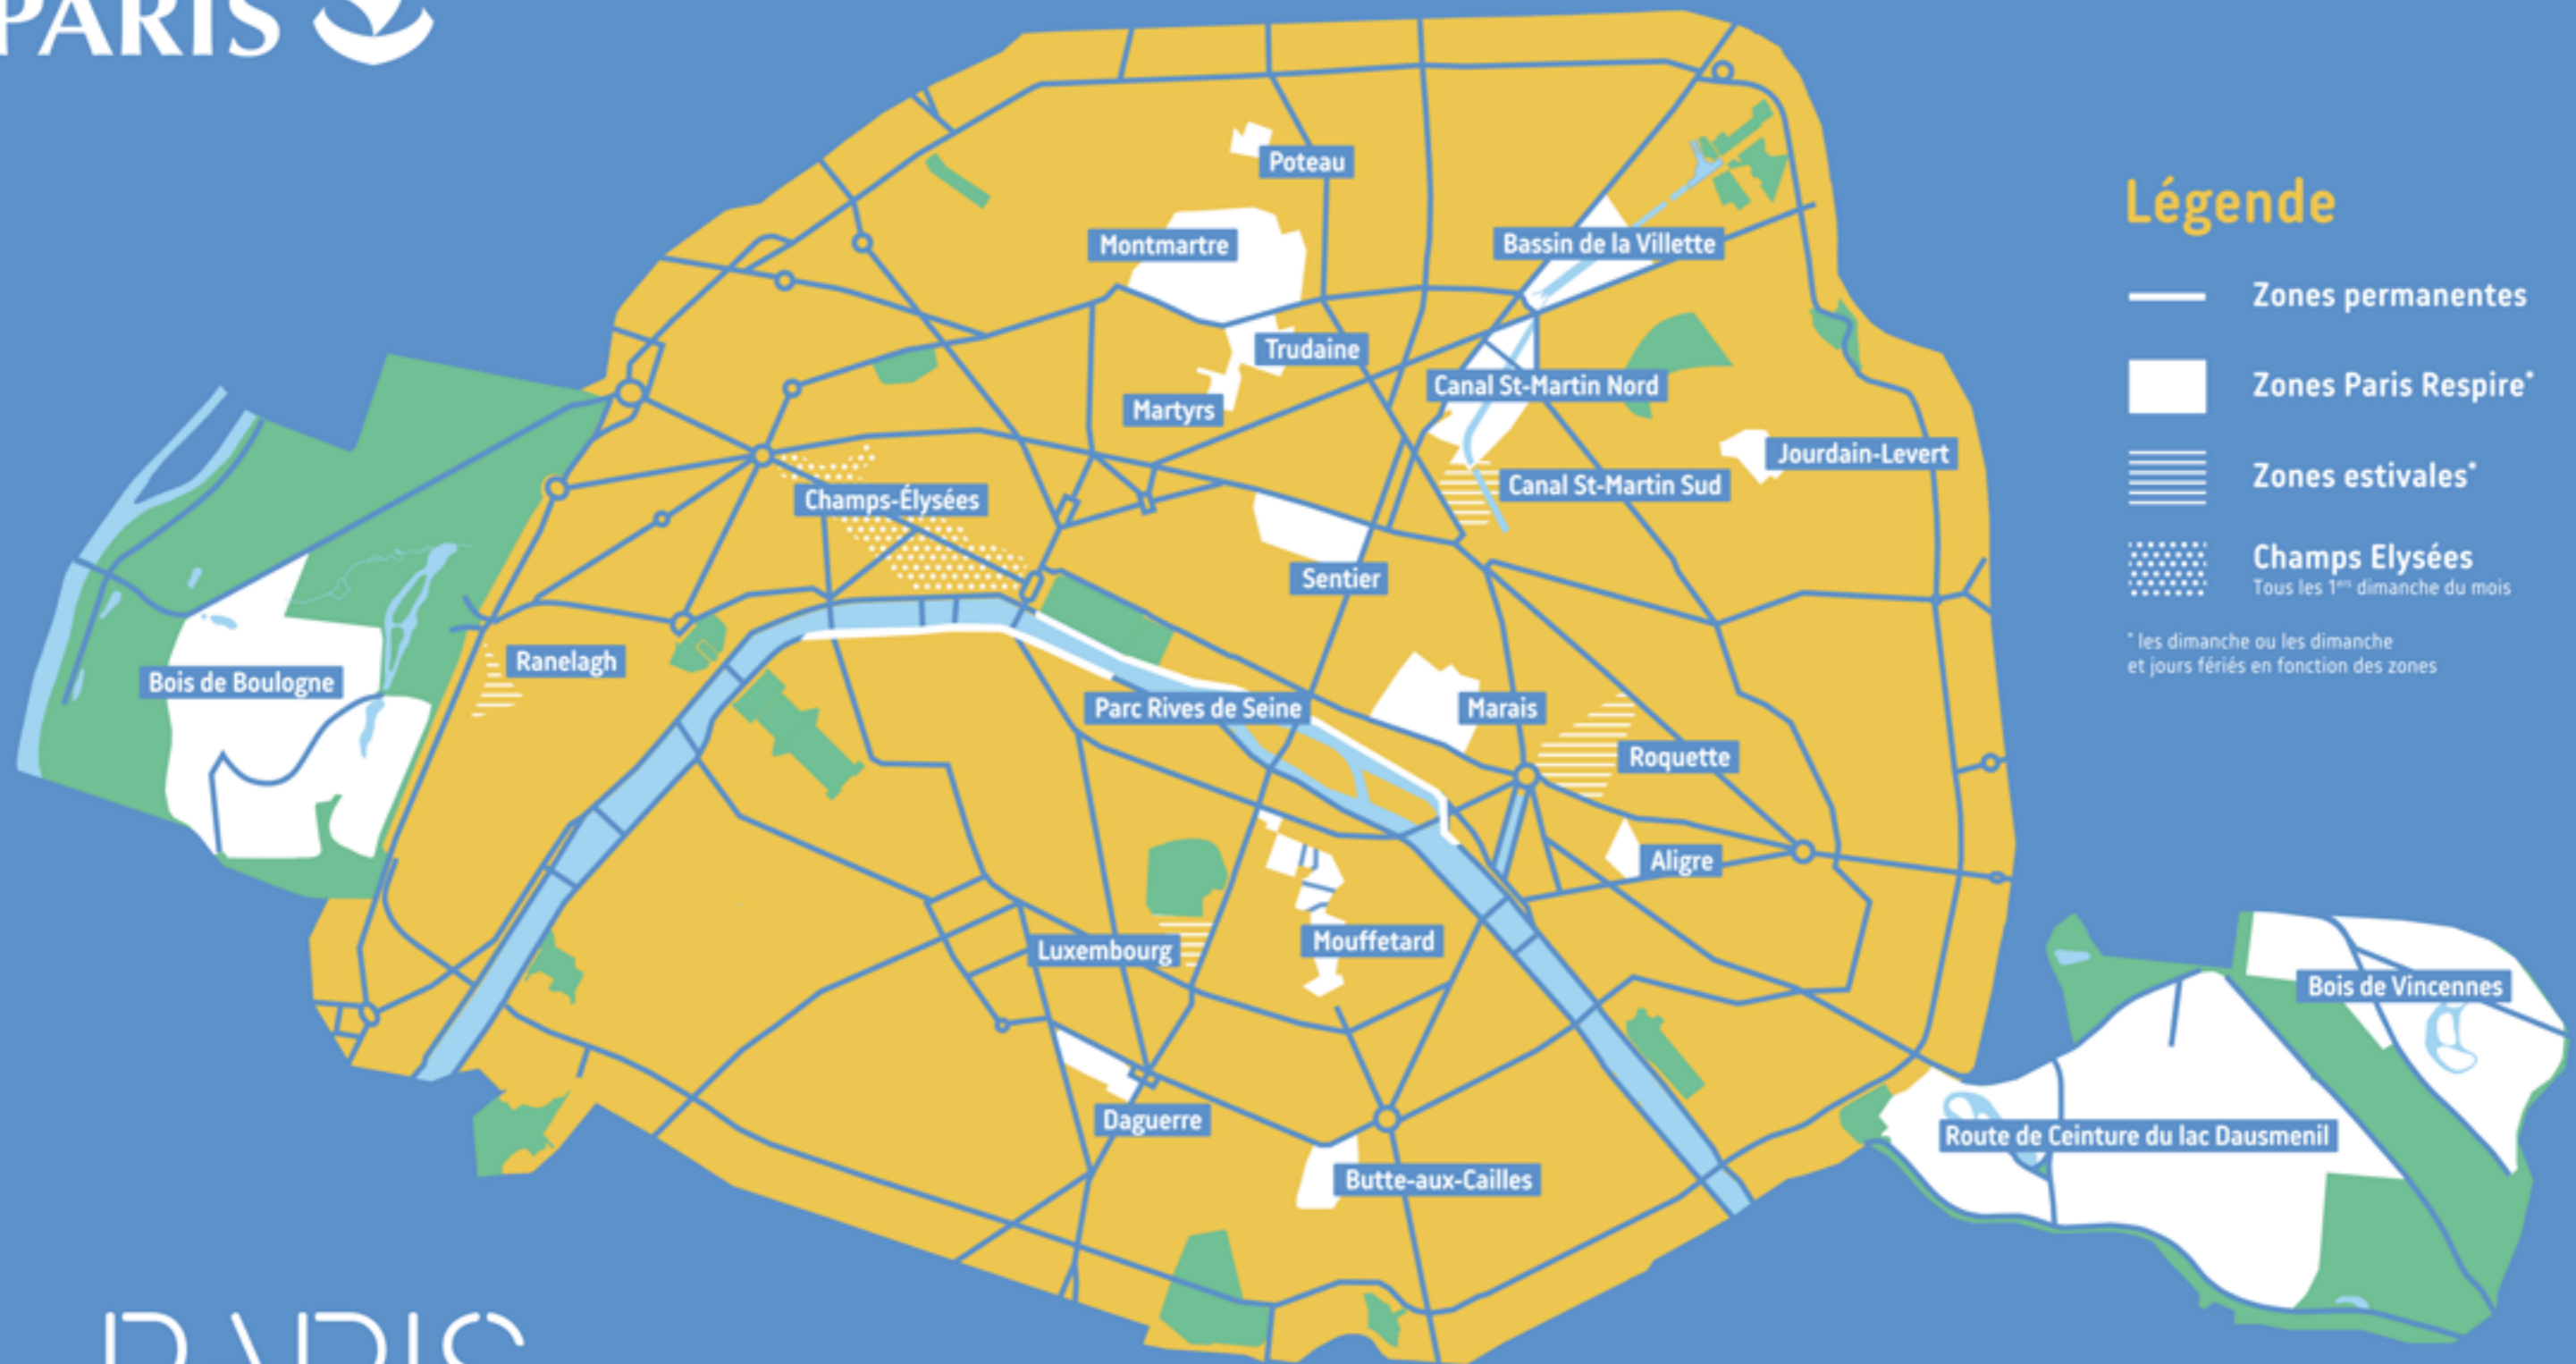 PARIS
Poteau
Montmartre
Bassin de la Villette
Trudaine
Canal St-Martin Nord
Martyrs
Jourdain-Levert
Canal St-Martin Sud
Champs-Élysées
Sentier
Ranelagh
Bois de Boulogne
Parc Rives de Seine
Marais
Roquette
Aligre
Luxembourg
Mouffetard
Daguerre
Butte-aux-Cailles
Bois de Vincennes
Route de Ceinture du lac Dausmenil
Légende
Zones permanentes
Zones Paris Respire*
Zones estivales*
Champs Elysées
Tous les 1ers dimanche du mois
* les dimanche ou les dimanche
et jours fériés en fonction des zones
PARIS